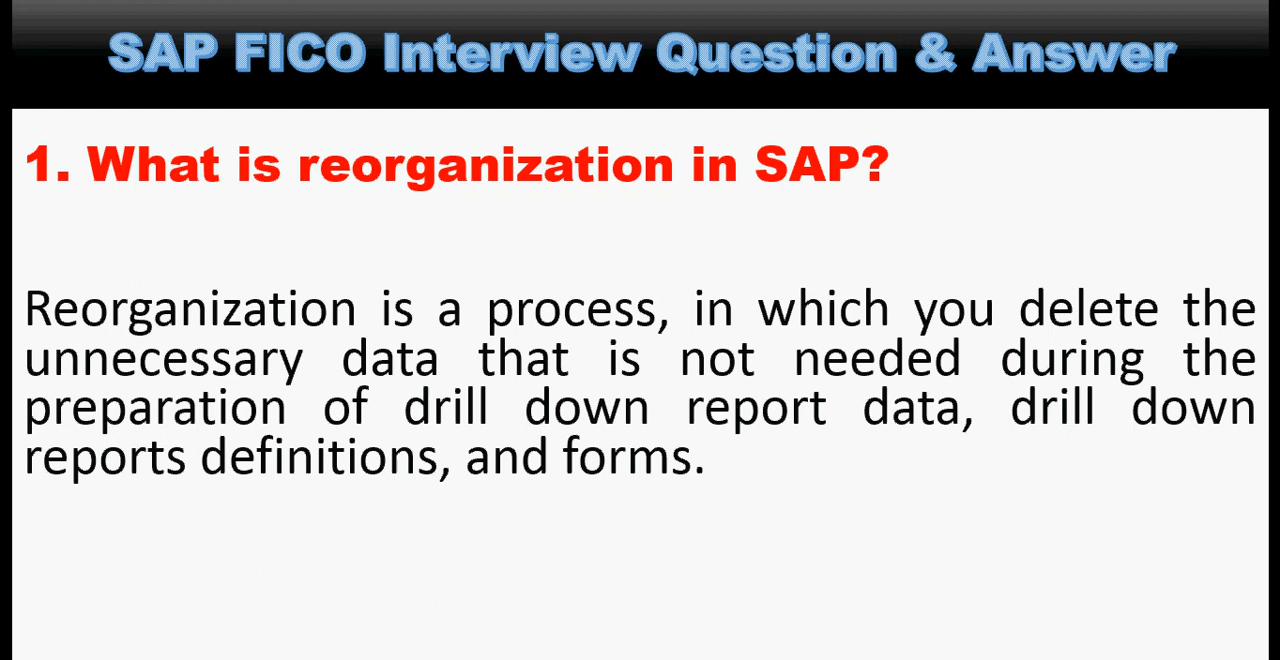 SAP FICO Interview Question & Answer
1. What is reorganization in SAP?
Reorganization is a process, in which you delete the
unnecessary data that is not needed during the
preparation of drill down report data, drill down
reports definitions, and forms.